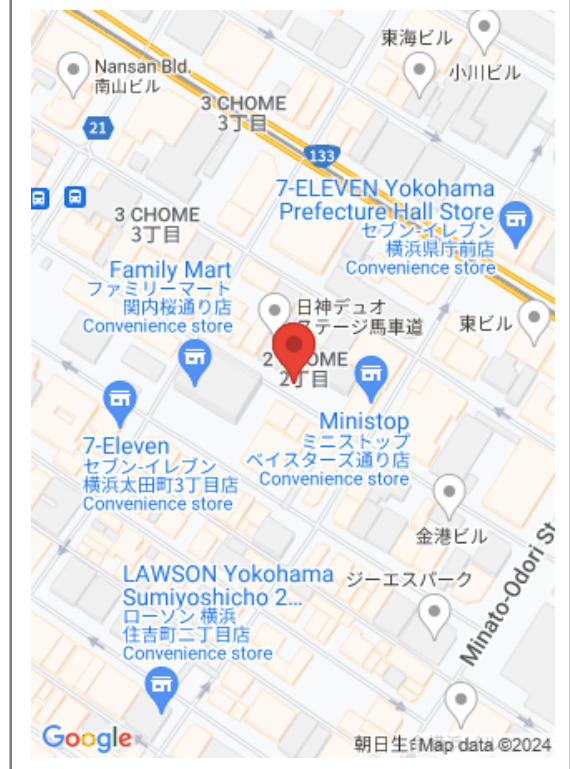 東海ビル
小川ビル
Nansan Bld.
南山ビル
3 CHOME
3丁目
21
133
7-ELEVEN Yokohama
Prefecture Hall Store
セブン-イレブン
横浜県庁前店
Convenience store
3 CHOME
3丁目
Family Mart
ファミリーマート
関内桜通り店
Convenience store
日神デュオ
ステージ馬車道
東ビル
2 CHOME
2丁目
Ministop
ミニストップ
ベイスターズ通り店
Convenience store
7-Eleven
セブン-イレブン
横浜太田町3丁目店
Convenience store
金港ビル
LAWSON Yokohama
Sumiyoshicho 2...
ローソン 横浜
住吉町二丁目店
Convenience store
ジーエスパーク
Minato-Odori St
Google
朝日生
Map data ©2024